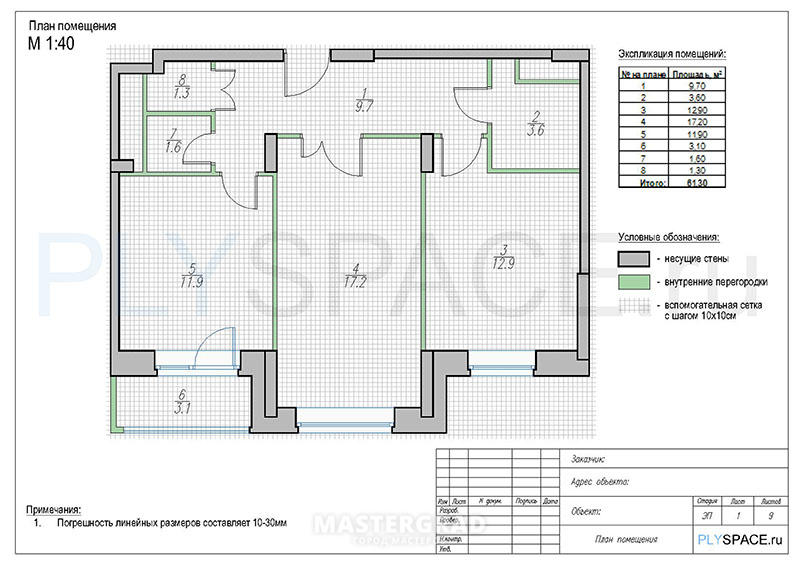 План помещения
М 1:40
Экспликация помещений:
№ на плане Площадь, м²
1 9.70
2 3.60
3 12.90
4 17.20
5 11.90
6 3.10
7 1.60
8 1.30
Итого: 61.30
8
1.3
1
9.7
2
3.6
7
1.6
5
11.9
4
17.2
3
12.9
6
3.1
PLYSPACE.ru
Условные обозначения:
- несущие стены
- внутренние перегородки
- вспомогательная сетка
с шагом 10х10см
Примечания:
1. Погрешность линейных размеров составляет 10-30мм
MASTERGRAD
ГОРОД МАСТЕРОВ
Заказчик:
Адрес объекта:
Изм Лист № докум. Подпись Дата
Разраб.
Провер.
Н.контр.
Утв.
Объект:
Стадия Лист Листов
ЭП 1 9
План помещения
PLYSPACE.ru